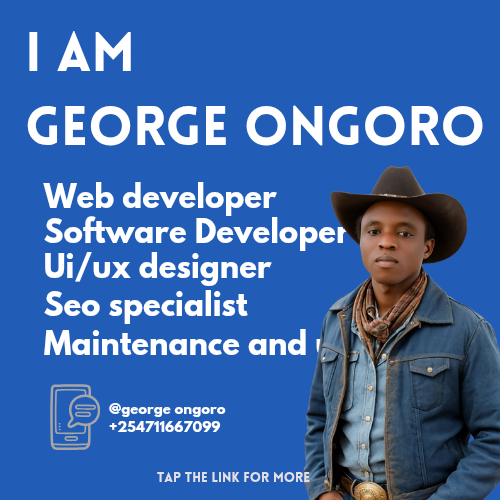 I AM
GEORGE ONGORO
Web developer
Software Developer
Ui/ux designer
Seo specialist
Maintenance and
@george ongoro
+254711667099
TAP THE LINK FOR MORE